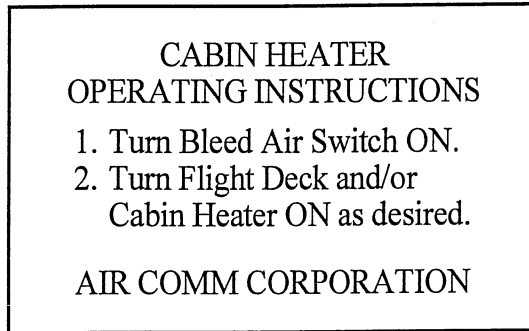 CABIN HEATER
OPERATING INSTRUCTIONS
1. Turn Bleed Air Switch ON.
2. Turn Flight Deck and/or
Cabin Heater ON as desired.
AIR COMM CORPORATION